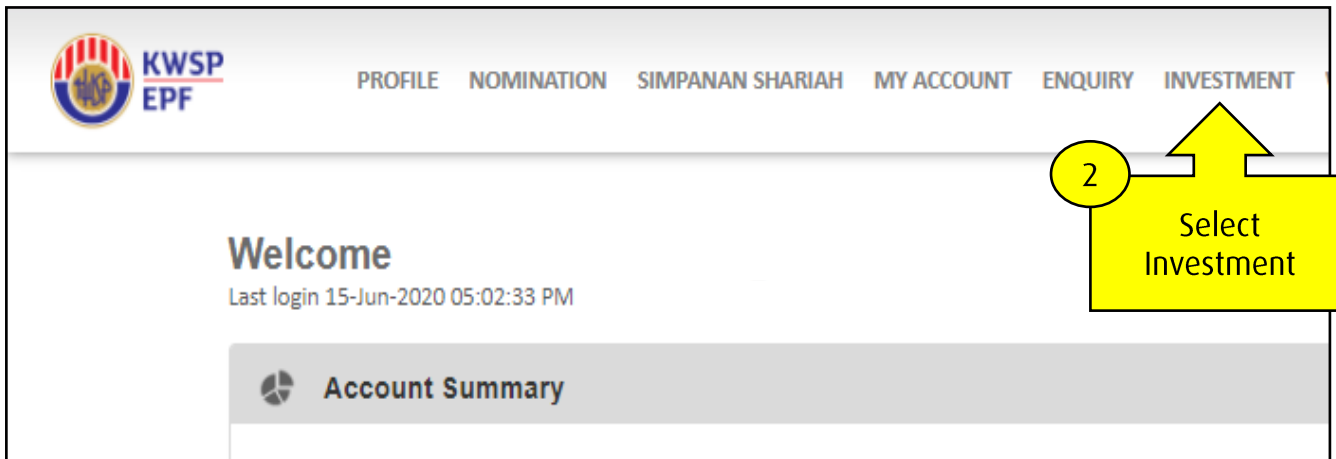 KWSP
EPF
PROFILE NOMINATION SIMPANAN SHARIAH MY ACCOUNT ENQUIRY INVESTMENT
2
Select
Investment
Welcome
Last login 15-Jun-2020 05:02:33 PM
Account Summary